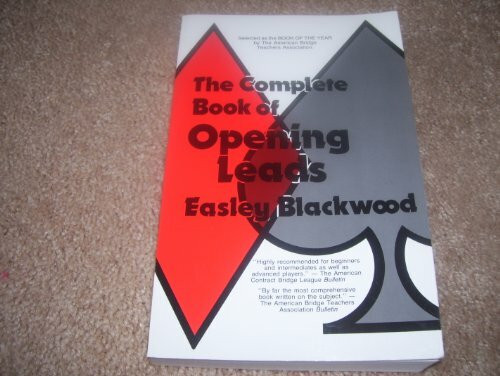 Selected as the BOOK OF THE YEAR
by The American Bridge
Teachers Association
The Complete
Book of
Opening
Leads
Easley Blackwood
"Highly recommended for beginners
and intermediates as well as
advanced players." — The American
Contract Bridge League Bulletin
"By far the most comprehensive
book written on the subject." —
The American Bridge Teachers
Association Bulletin